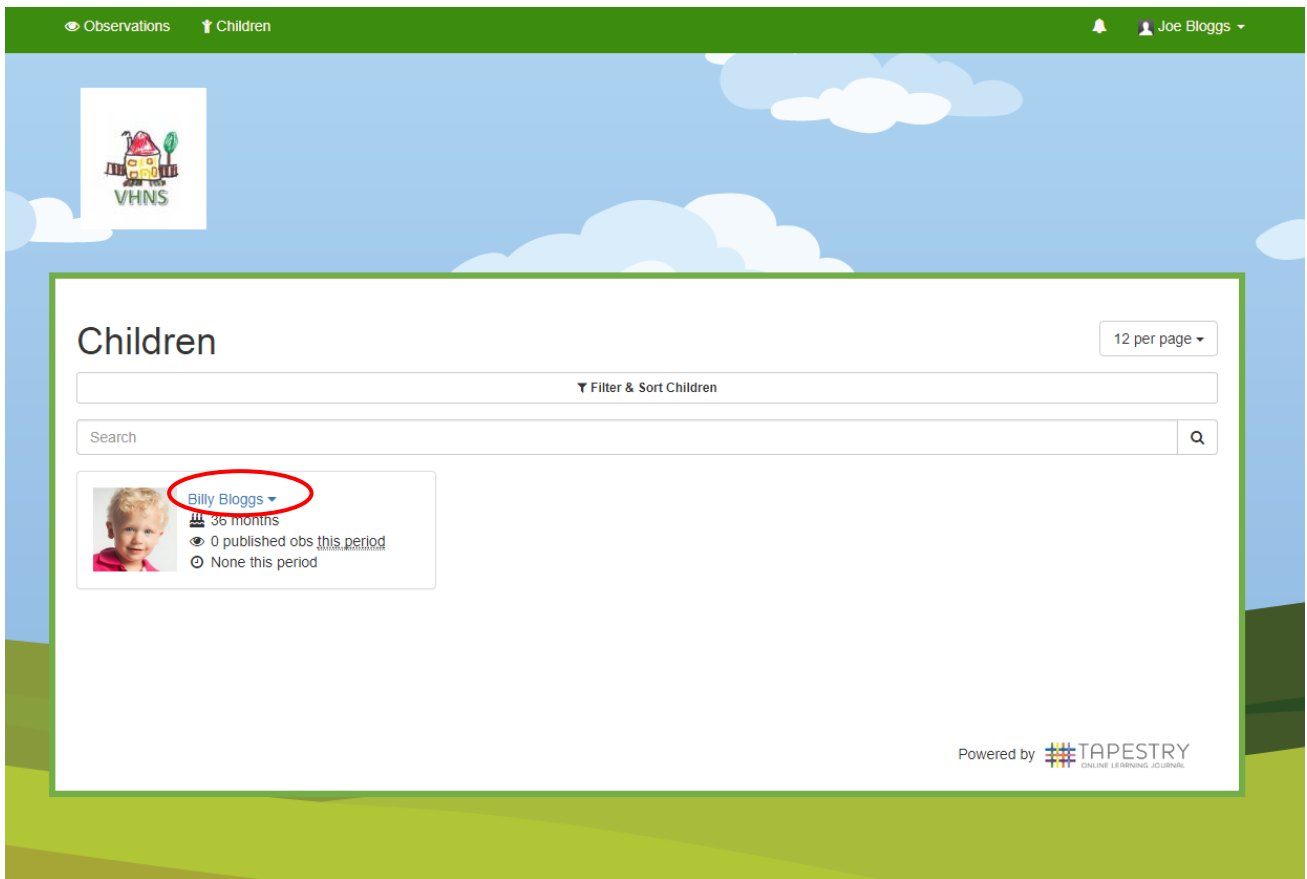 Observations Children Joe Bloggs
VHNS
Children
12 per page
Filter & Sort Children
Search
Billy Bloggs
36 months
0 published obs this period
None this period
Powered by TAPESTRY
ONLINE LEARNING JOURNAL